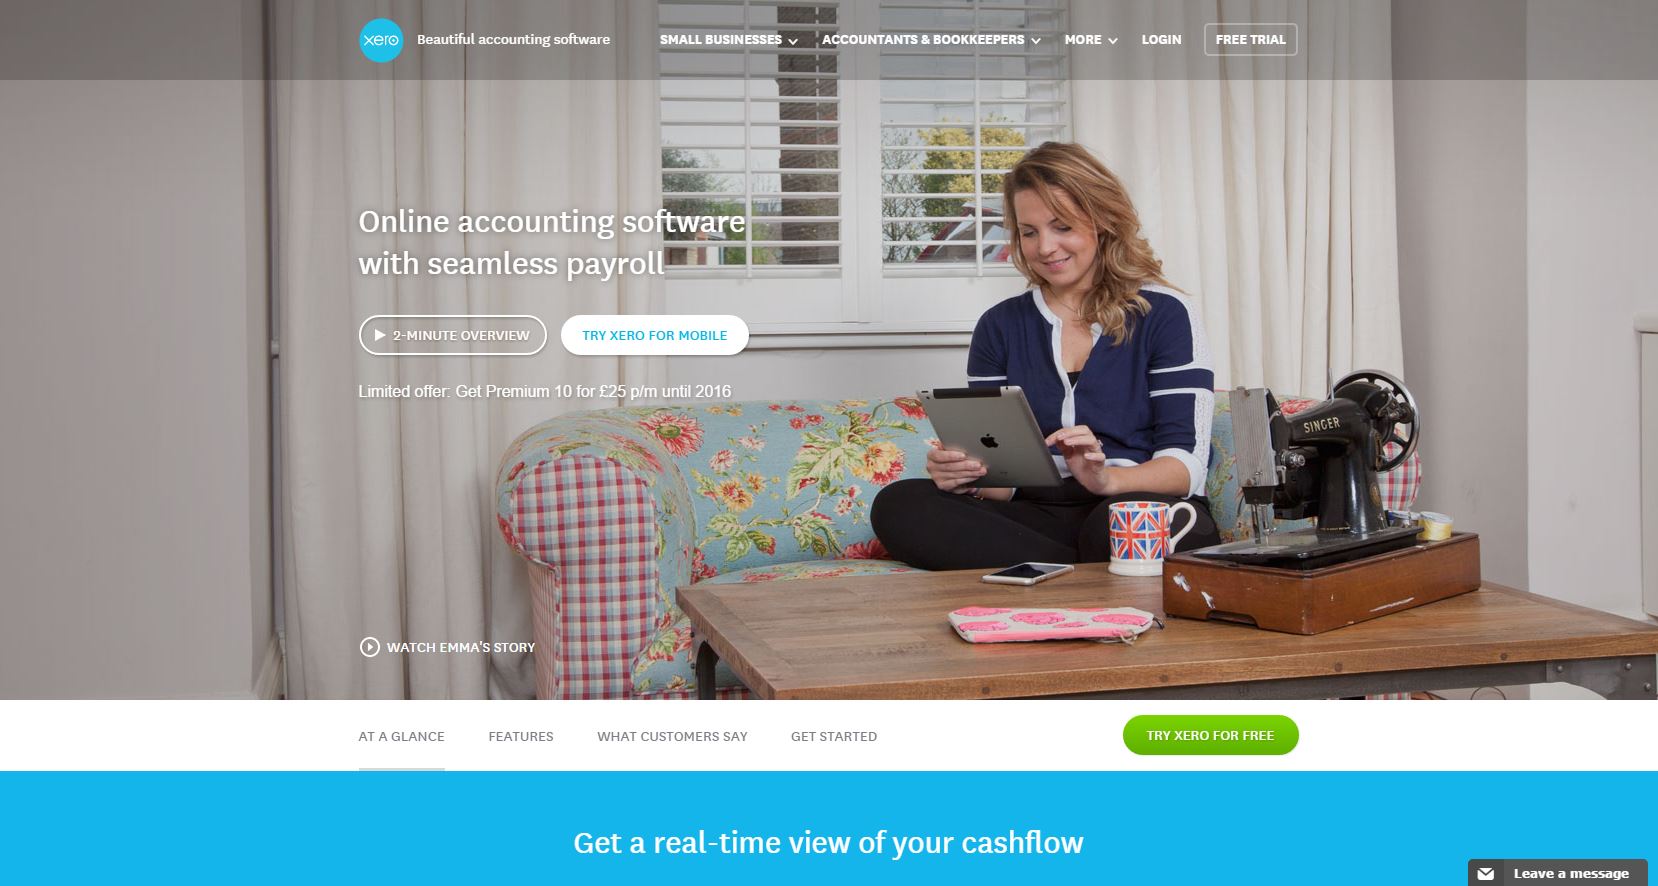 xero
Beautiful accounting software
SMALL BUSINESSES
ACCOUNTANTS & BOOKKEEPERS
MORE
LOGIN
FREE TRIAL
Online accounting software
with seamless payroll
2-MINUTE OVERVIEW
TRY XERO FOR MOBILE
Limited offer: Get Premium 10 for £25 p/m until 2016
SINGER
WATCH EMMA'S STORY
AT A GLANCE
FEATURES
WHAT CUSTOMERS SAY
GET STARTED
TRY XERO FOR FREE
Get a real-time view of your cashflow
Leave a message